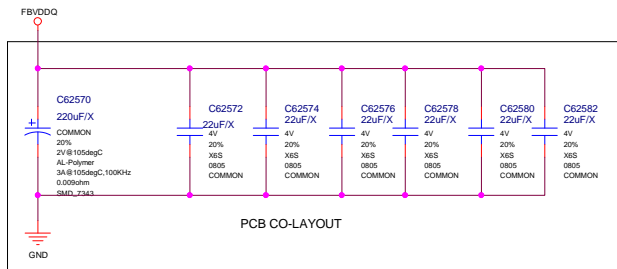 FBVDDQ
C62570
220uF/X
COMMON
20%
2V@105degC
AL-Polymer
3A@105degC,100KHz
0.009ohm
SMD_7343
C62572
22uF/X
4V
20%
X6S
0805
COMMON
C62574
22uF/X
4V
20%
X6S
0805
COMMON
C62576
22uF/X
4V
20%
X6S
0805
COMMON
C62578
22uF/X
4V
20%
X6S
0805
COMMON
C62580
22uF/X
4V
20%
X6S
0805
COMMON
C62582
22uF/X
4V
20%
X6S
0805
COMMON
PCB CO-LAYOUT
GND